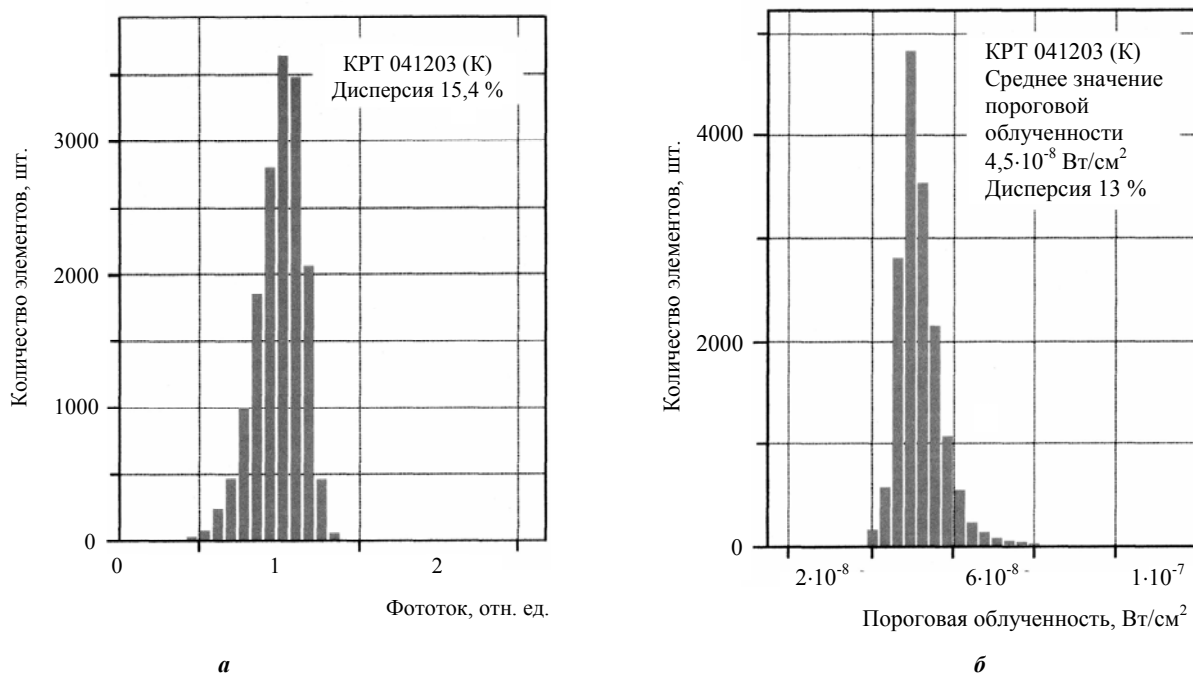 КРТ 041203 (К)
Дисперсия 15,4 %
Количество элементов, шт.
3000
2000
1000
0
0 1 2
Фототок, отн. ед.
а
КРТ 041203 (К)
Среднее значение
пороговой
облученности
4,5·10⁻⁸ Вт/см²
Дисперсия 13 %
Количество элементов, шт.
4000
2000
0
2·10⁻⁸ 6·10⁻⁸ 1·10⁻⁷
Пороговая облученность, Вт/см²
б